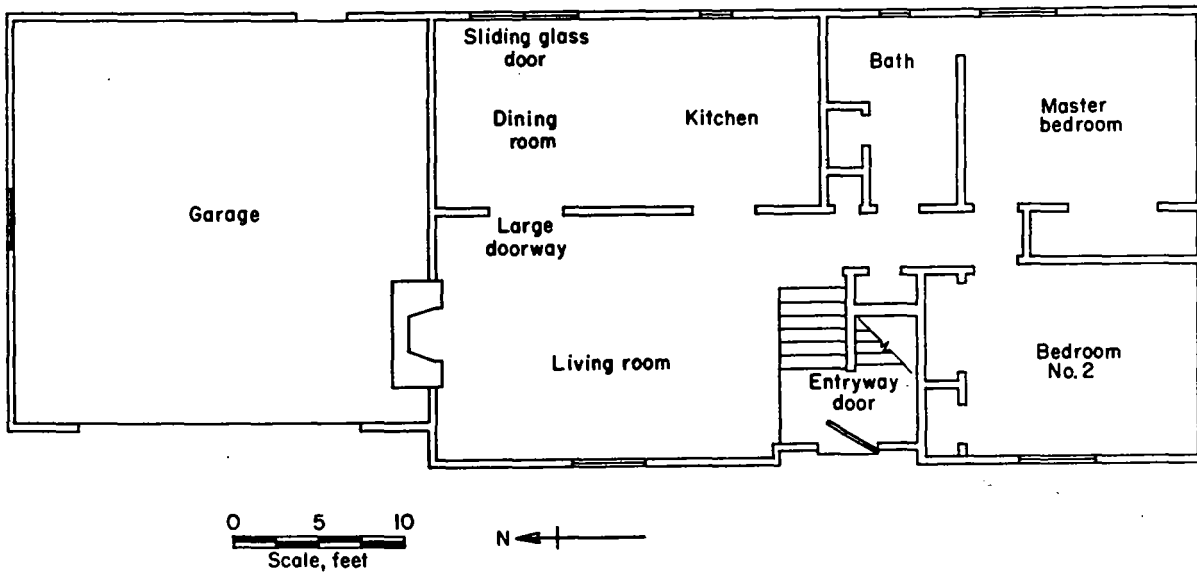 Sliding glass
door
Bath
Dining
room
Kitchen
Master
bedroom
Garage
Large
doorway
Living room
Entryway
door
Bedroom
No. 2
0 5 10
Scale, feet
N